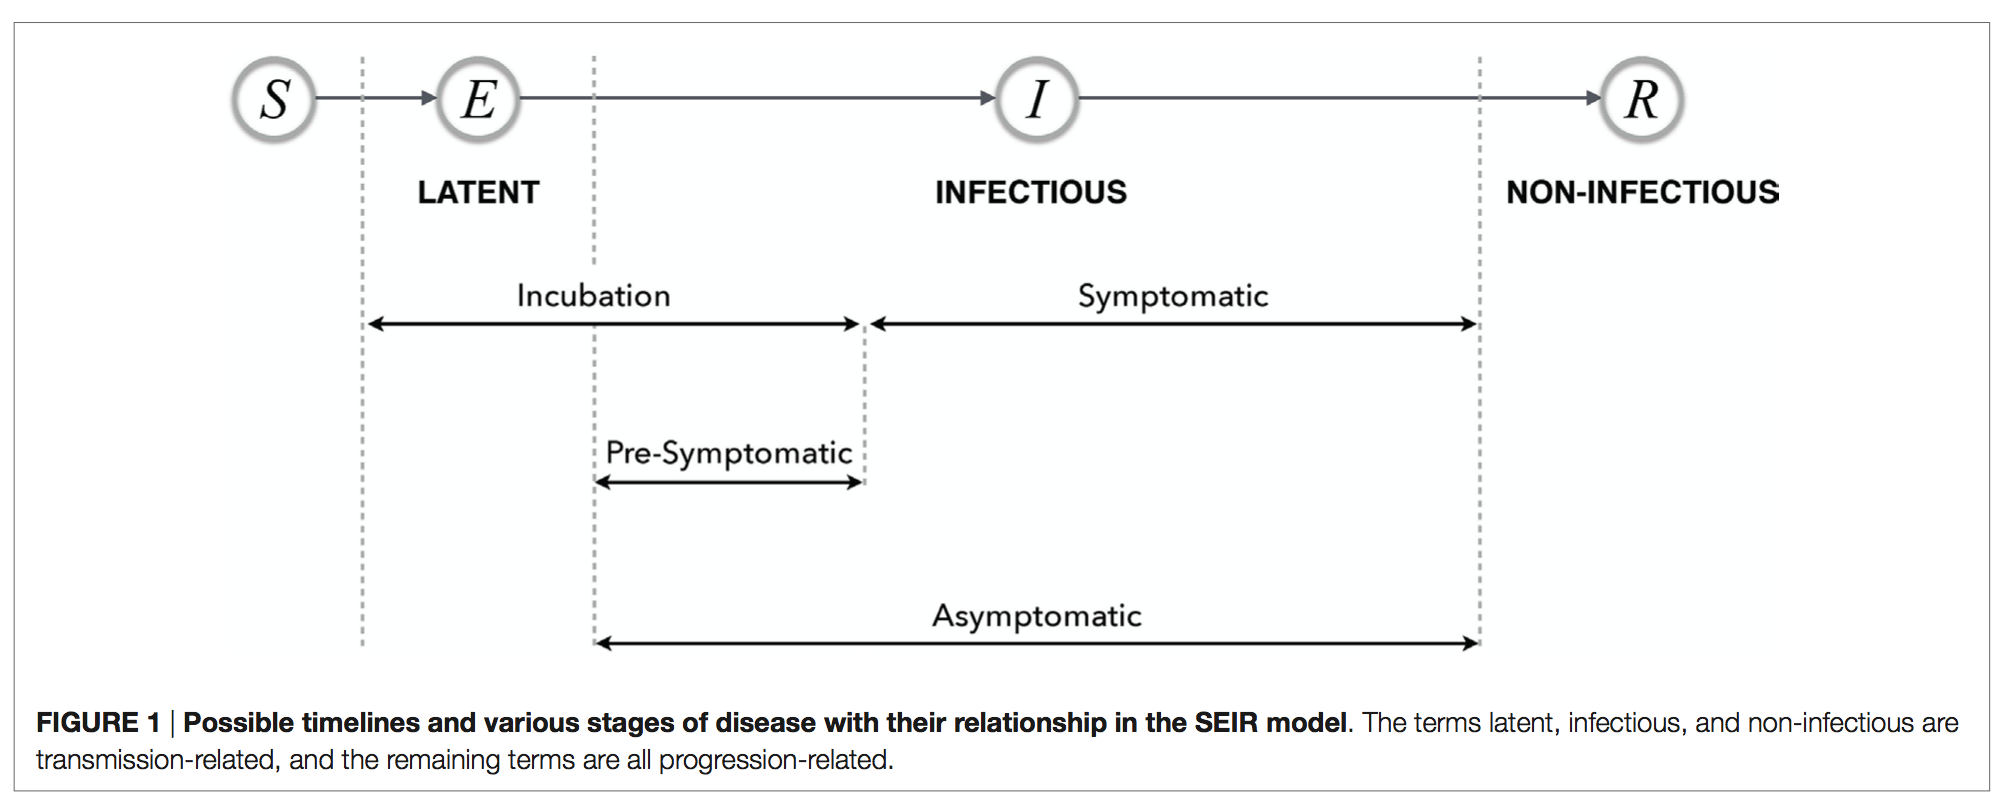 S E I R
LATENT INFECTIOUS NON-INFECTIOUS
Incubation Symptomatic
Pre-Symptomatic
Asymptomatic
FIGURE 1 | Possible timelines and various stages of disease with their relationship in the SEIR model. The terms latent, infectious, and non-infectious are
transmission-related, and the remaining terms are all progression-related.